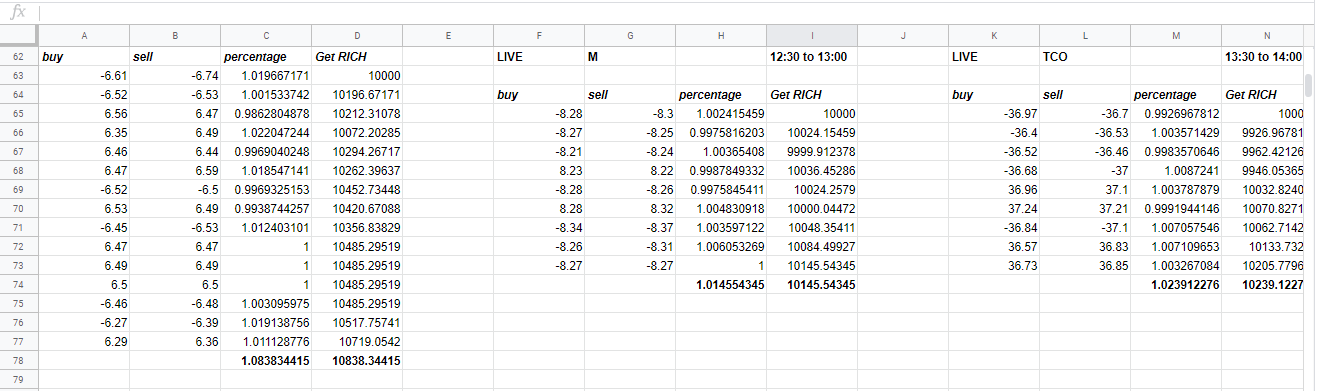 fx
A B C D E F G H I J K L M N
62 buy sell percentage Get RICH LIVE M 12:30 to 13:00 LIVE TCO 13:30 to 14:00
63 -6.61 -6.74 1.019667171 10000
64 -6.52 -6.53 1.001533742 10196.67171 buy sell percentage Get RICH buy sell percentage Get RICH
65 6.56 6.47 0.9862804878 10212.31078 -8.28 -8.3 1.002415459 10000 -36.97 -36.7 0.9926967812 1000
66 6.35 6.49 1.022047244 10072.20285 -8.27 -8.25 0.9975816203 10024.15459 -36.4 -36.53 1.003571429 9926.96781
67 6.46 6.44 0.9969040248 10294.26717 -8.21 -8.24 1.00365408 9999.912378 -36.52 -36.46 0.9983570646 9962.42126
68 6.47 6.59 1.018547141 10262.39637 8.23 8.22 0.9987849332 10036.45286 -36.68 -37 1.0087241 9946.05365
69 -6.52 -6.5 0.9969325153 10452.73448 -8.28 -8.26 0.9975845411 10024.2579 36.96 37.1 1.003787879 10032.8240
70 6.53 6.49 0.9938744257 10420.67088 8.28 8.32 1.004830918 10000.04472 37.24 37.21 0.9991944146 10070.8271
71 -6.45 -6.53 1.012403101 10356.83829 -8.34 -8.37 1.003597122 10048.35411 -36.84 -37.1 1.007057546 10062.7142
72 6.47 6.47 1 10485.29519 -8.26 -8.31 1.006053269 10084.49927 36.57 36.83 1.007109653 10133.732
73 6.49 6.49 1 10485.29519 -8.27 -8.27 1 10145.54345 36.73 36.85 1.003267084 10205.7796
74 6.5 6.5 1 10485.29519 1.014554345 10145.54345 1.023912276 10239.1227
75 -6.46 -6.48 1.003095975 10485.29519
76 -6.27 -6.39 1.019138756 10517.75741
77 6.29 6.36 1.011128776 10719.0542
78 1.083834415 10838.34415
79